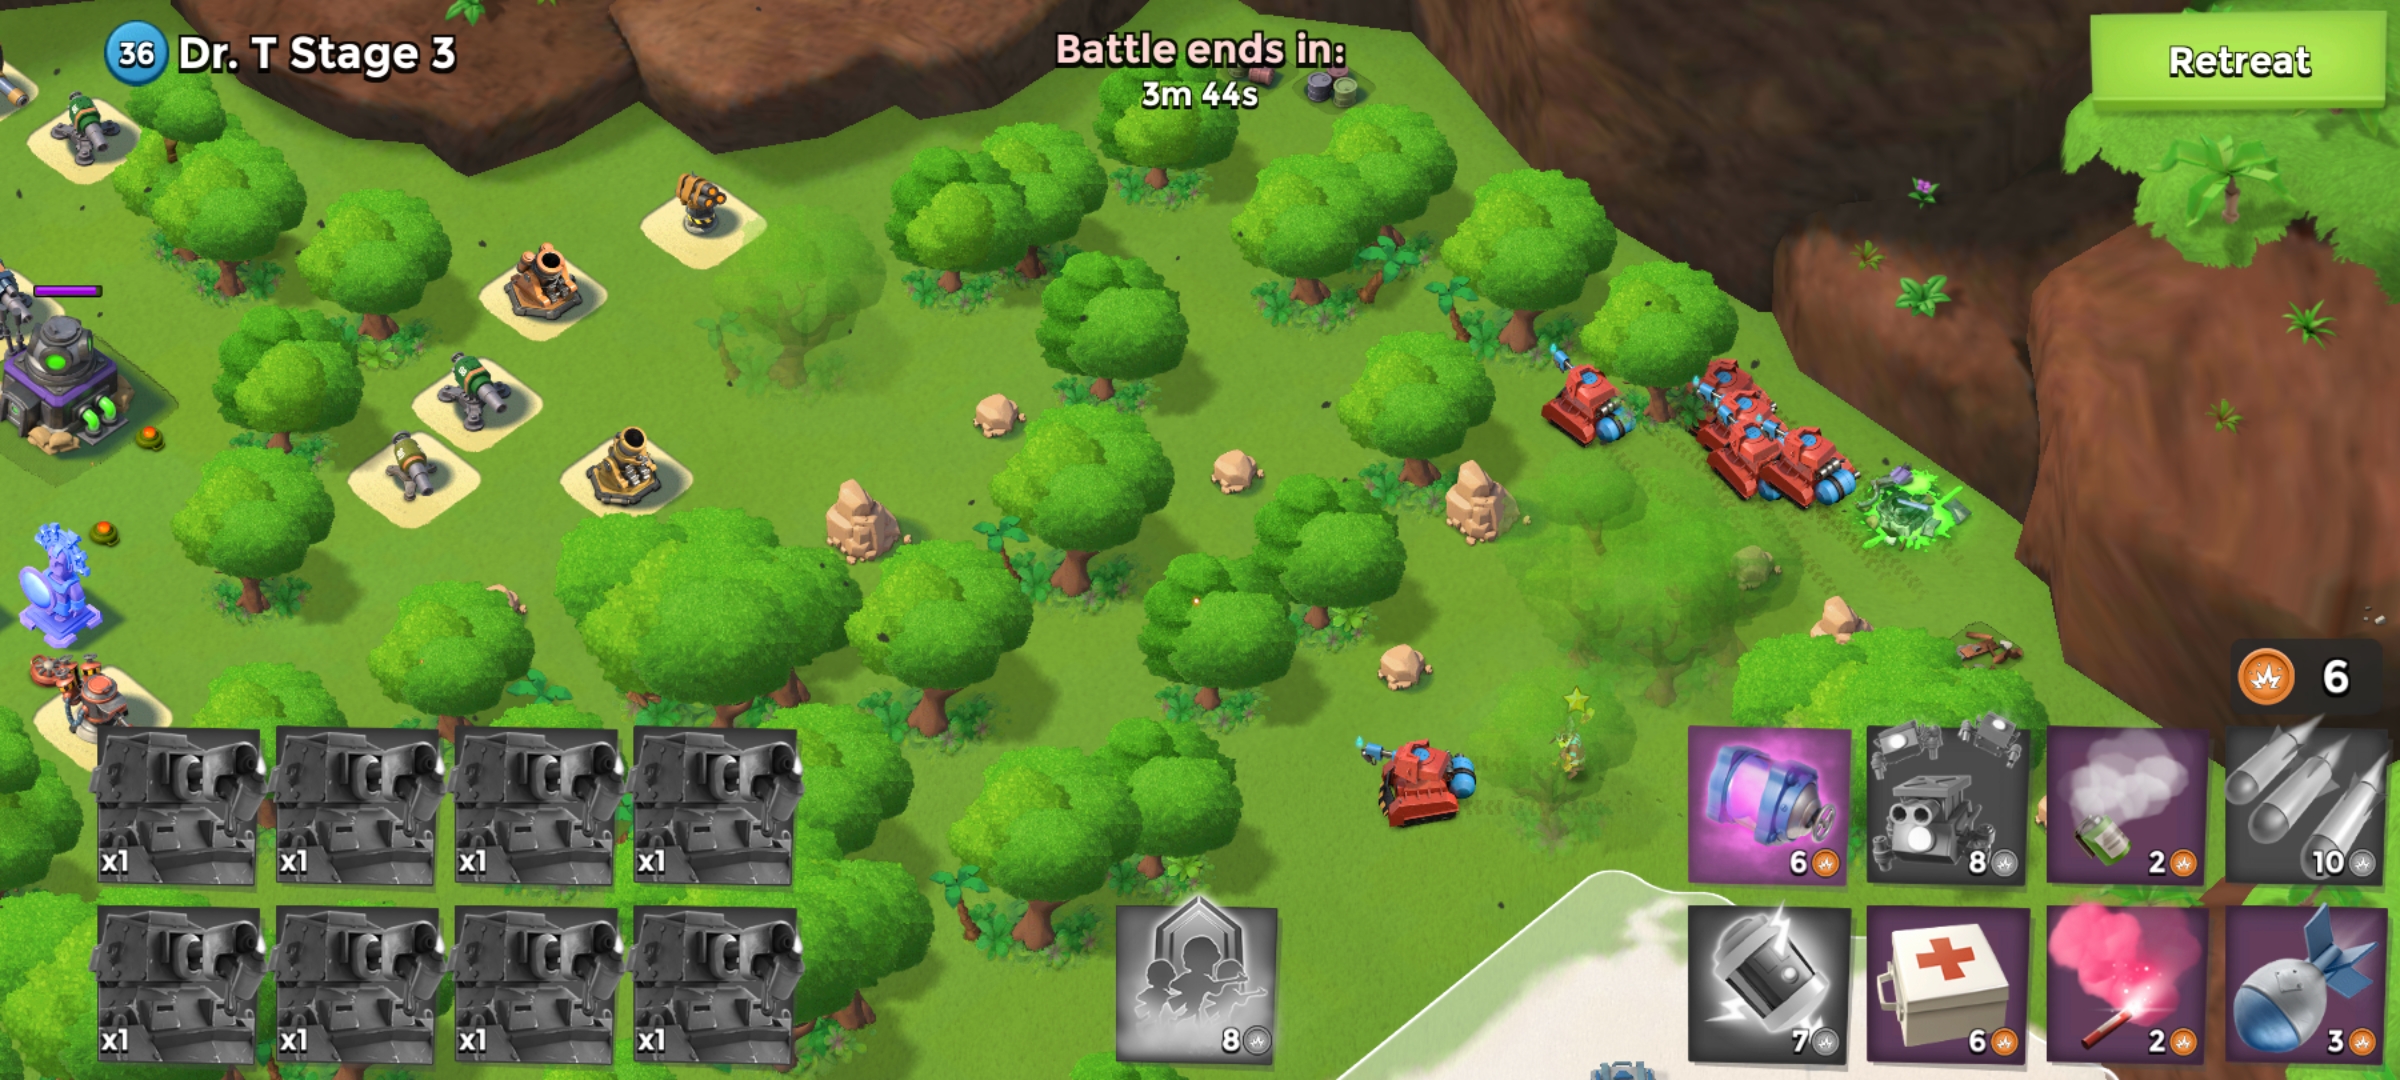 36 Dr. T Stage 3
Battle ends in:
3m 44s
Retreat
6
x1 x1 x1 x1
6 8 2 10
x1 x1 x1 x1
8
7 6 2 3